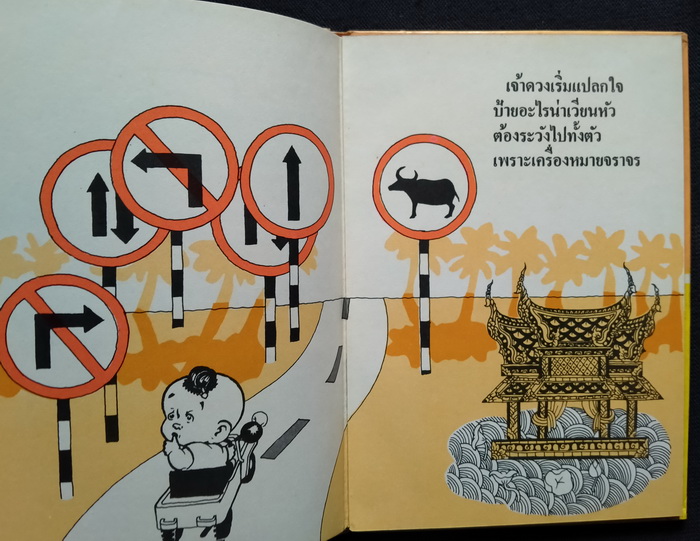 เจ้าดวงเริ่มแปลกใจ
ป้ายอะไรน่าเวียนหัว
ต้องระวังไปทั้งตัว
เพราะเครื่องหมายจราจร